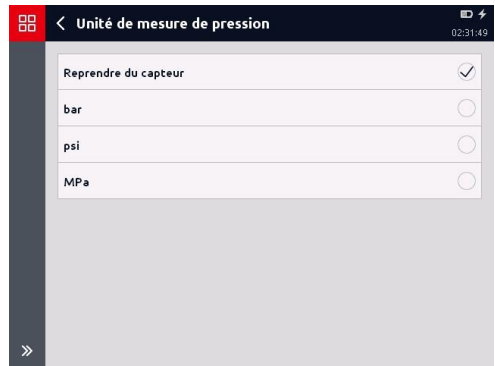 Unité de mesure de pression
02:31:49
Reprendre du capteur
bar
psi
MPa